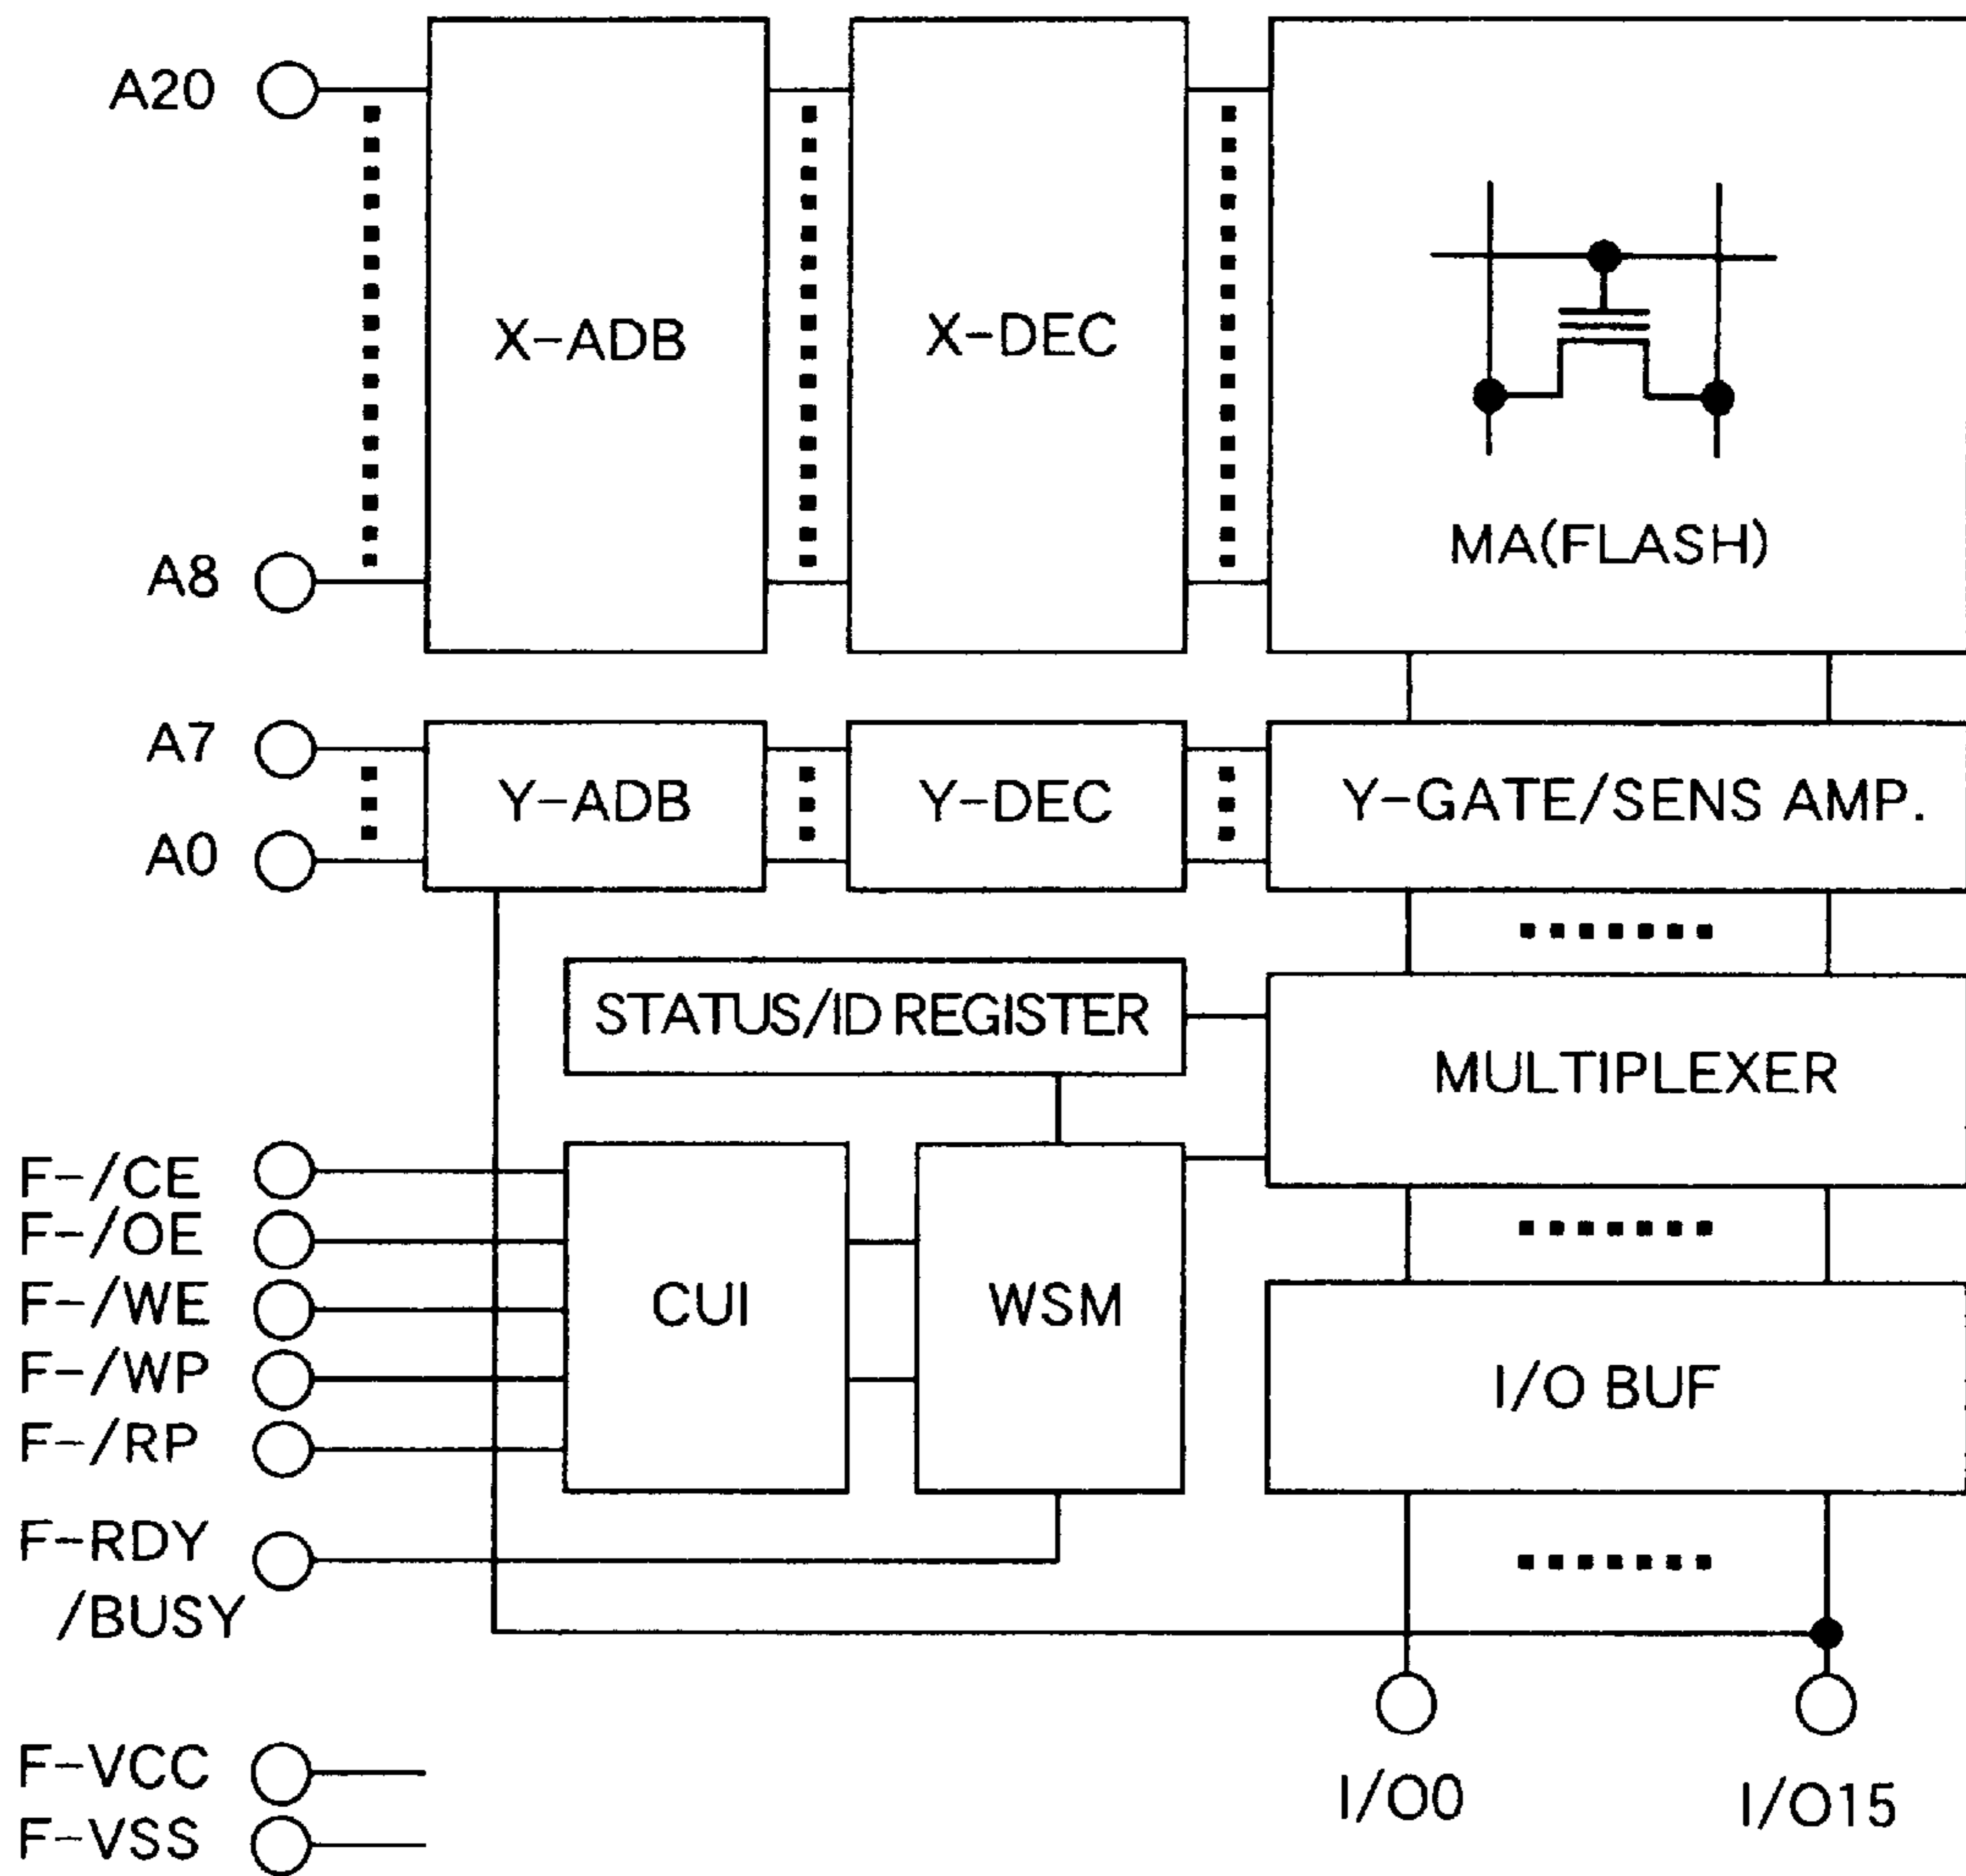 A20
X-ADB
X-DEC
MA(FLASH)
A8
A7
Y-ADB
Y-DEC
Y-GATE/SENS AMP.
A0
STATUS/ID REGISTER
MULTIPLEXER
F-/CE
F-/OE
F-/WE
F-/WP
F-/RP
CUI
WSM
I/O BUF
F-RDY
/BUSY
F-VCC
F-VSS
I/O0
I/O15